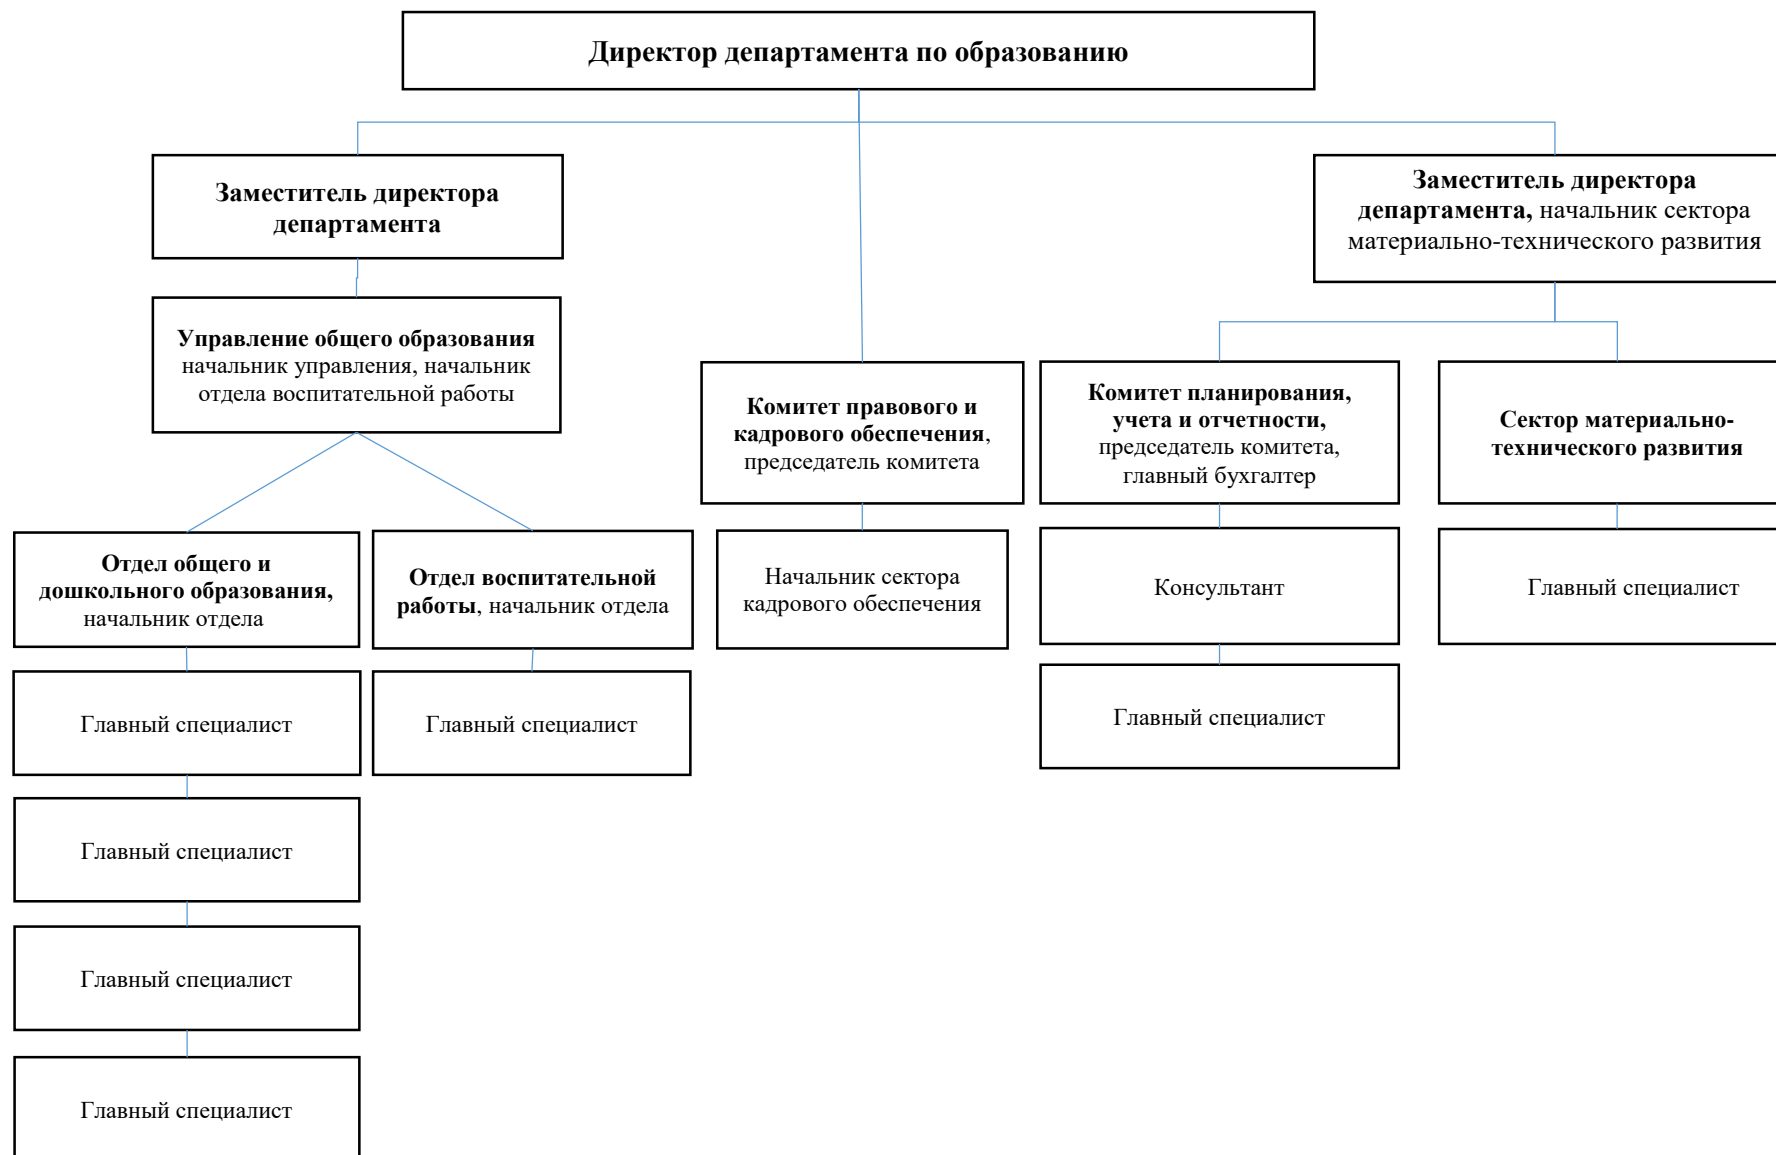 Директор департамента по образованию
Заместитель директора
департамента
Заместитель директора
департамента, начальник сектора
материально-технического развития
Управление общего образования
начальник управления, начальник
отдела воспитательной работы
Комитет правового и
кадрового обеспечения,
председатель комитета
Комитет планирования,
учета и отчетности,
председатель комитета,
главный бухгалтер
Сектор материально-
технического развития
Отдел общего и
дошкольного образования,
начальник отдела
Отдел воспитательной
работы, начальник отдела
Начальник сектора
кадрового обеспечения
Консультант
Главный специалист
Главный специалист
Главный специалист
Главный специалист
Главный специалист
Главный специалист
Главный специалист